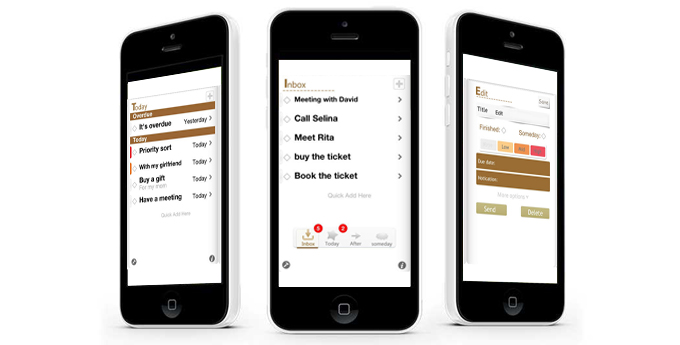 Today
Overdue
It's overdue Yesterday
Today
Priority sort Today
With my girlfriend Today
Buy a gift Today
For my mom
Have a meeting Today
Quick Add Here
Inbox
Meeting with David
Call Selina
Meet Rita
buy the ticket
Book the ticket
Quick Add Here
5 2
Inbox Today After someday
Edit
Send
Title Edit
Finished: Someday:
Low Mid
Due date:
More options
Send Delete